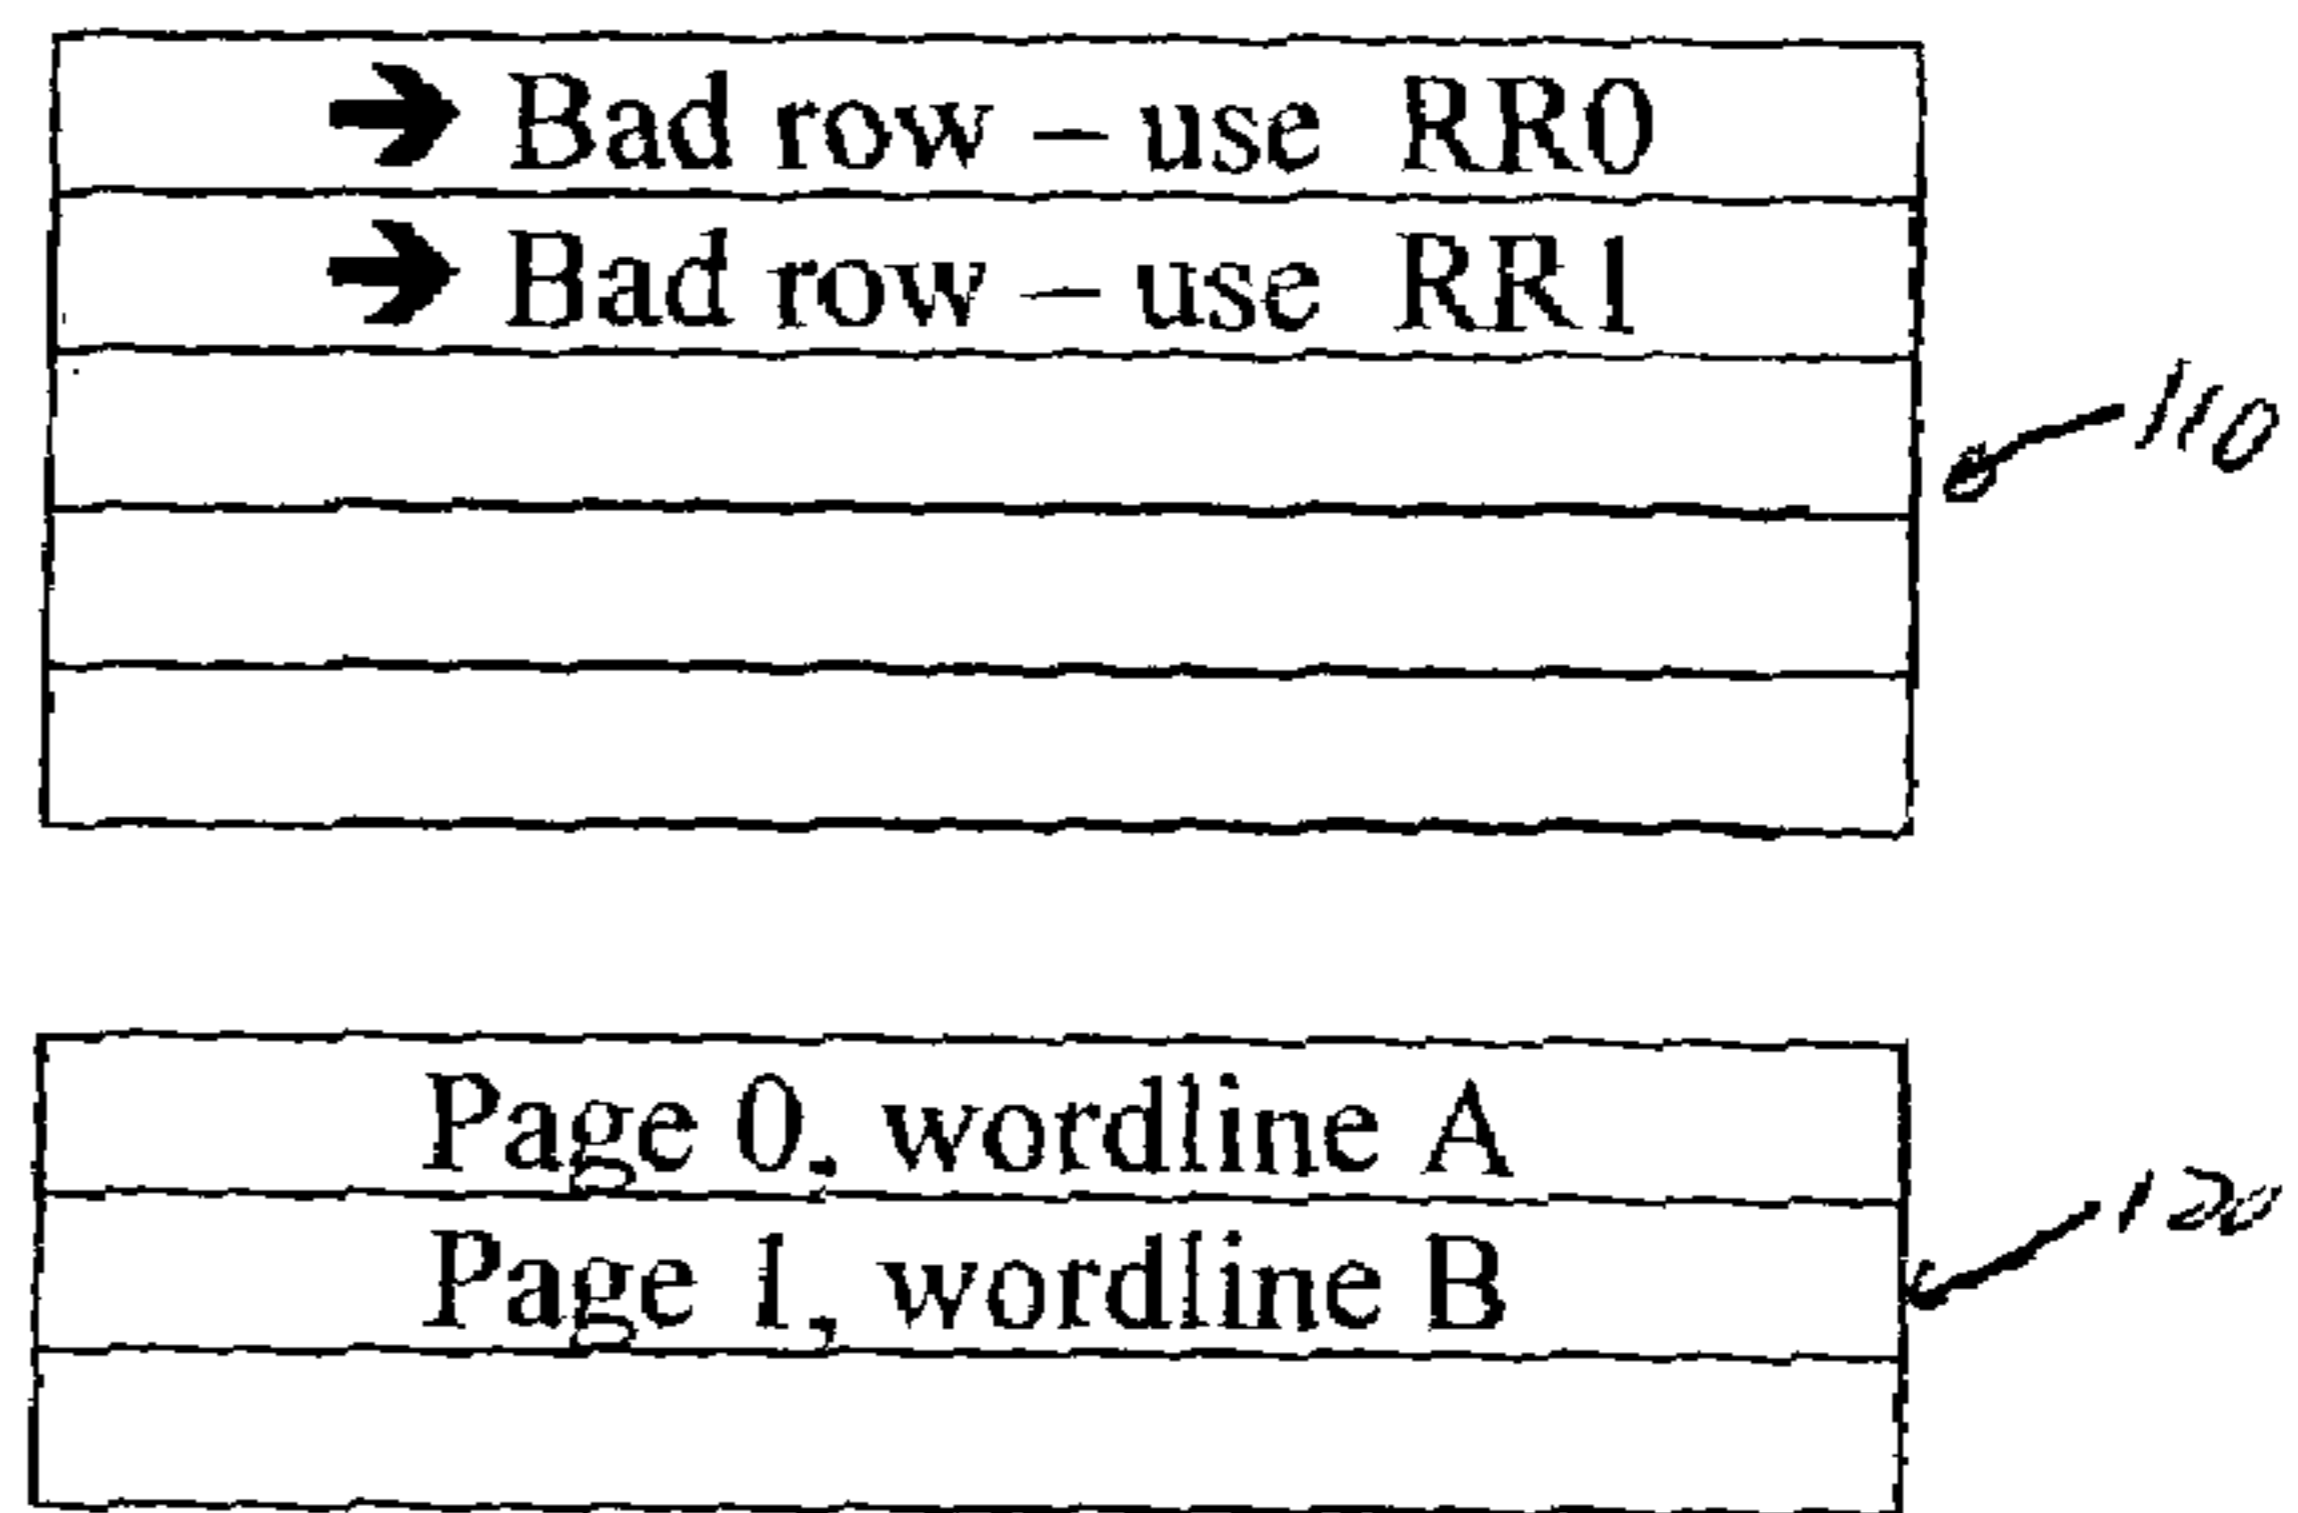 ➔ Bad row – use RR0
➔ Bad row – use RR1
110
Page 0, wordline A
Page 1, wordline B
120